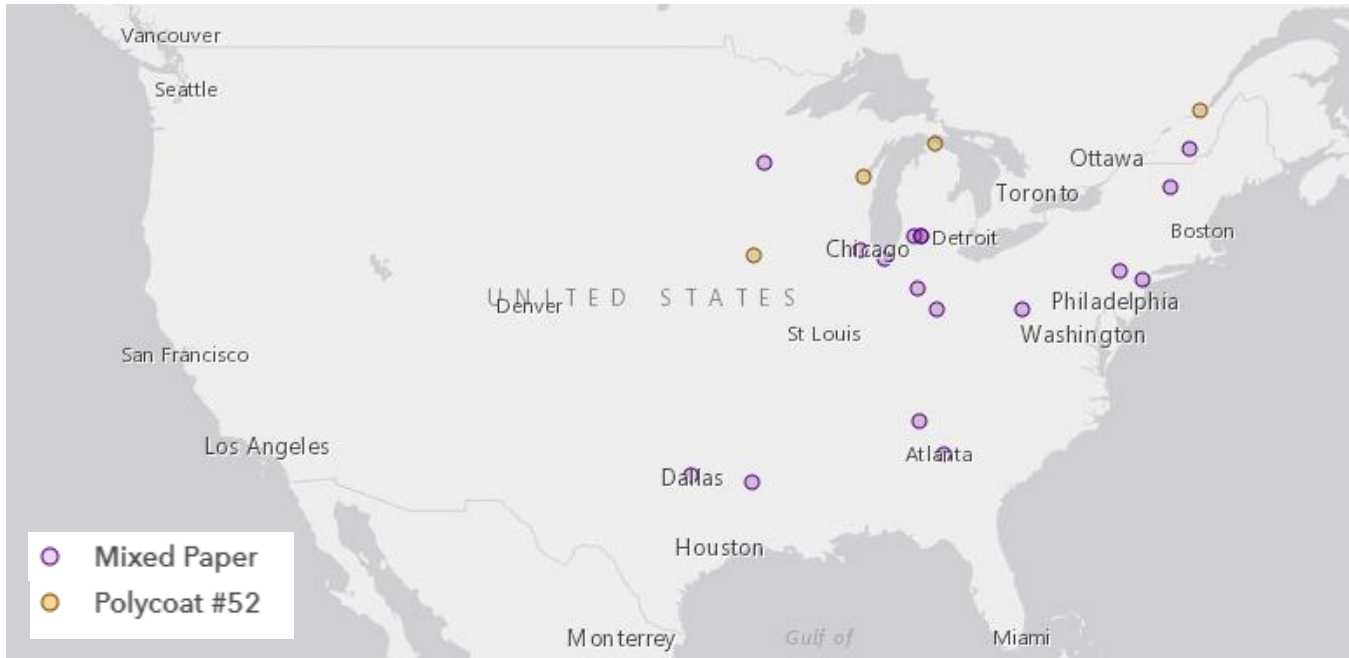 Vancouver
Seattle
Ottawa
Toronto
Boston
Chicago
Detroit
UNITED STATES
Denver
Philadelphia
St Louis
Washington
San Francisco
Los Angeles
Atlanta
Dallas
Houston
Mixed Paper
Polycoat #52
Monterrey
Gulf of
Miami